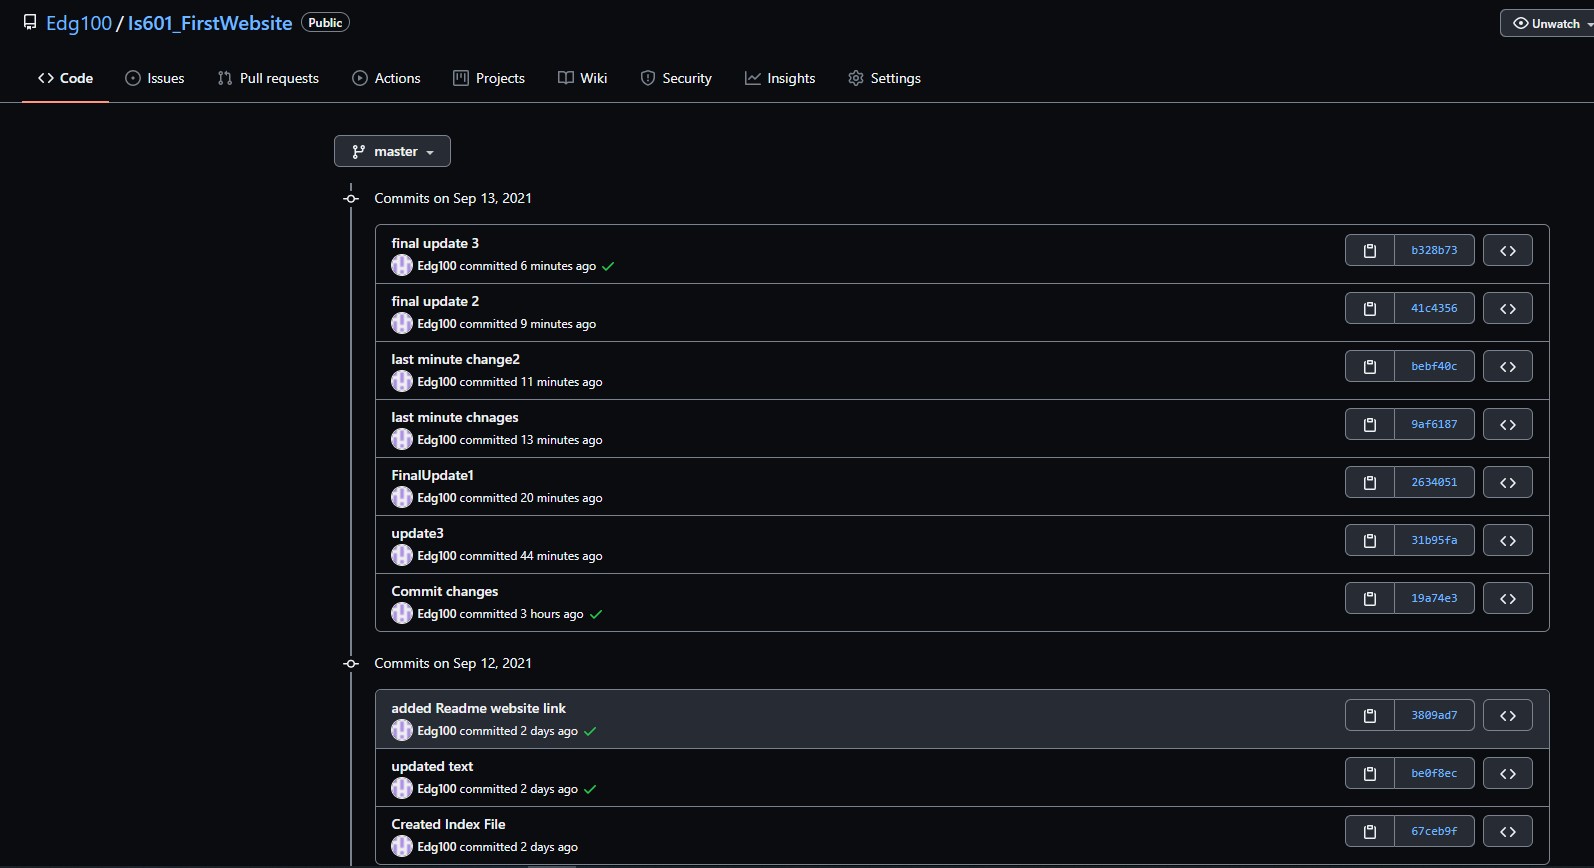 Edg100 / Is601_FirstWebsite Public
Unwatch
Code Issues Pull requests Actions Projects Wiki Security Insights Settings
master
Commits on Sep 13, 2021
final update 3
Edg100 committed 6 minutes ago
b328b73
final update 2
Edg100 committed 9 minutes ago
41c4356
last minute change2
Edg100 committed 11 minutes ago
bebf40c
last minute chnages
Edg100 committed 13 minutes ago
9af6187
FinalUpdate1
Edg100 committed 20 minutes ago
2634051
update3
Edg100 committed 44 minutes ago
31b95fa
Commit changes
Edg100 committed 3 hours ago
19a74e3
Commits on Sep 12, 2021
added Readme website link
Edg100 committed 2 days ago
3809ad7
updated text
Edg100 committed 2 days ago
be0f8ec
Created Index File
Edg100 committed 2 days ago
67ceb9f